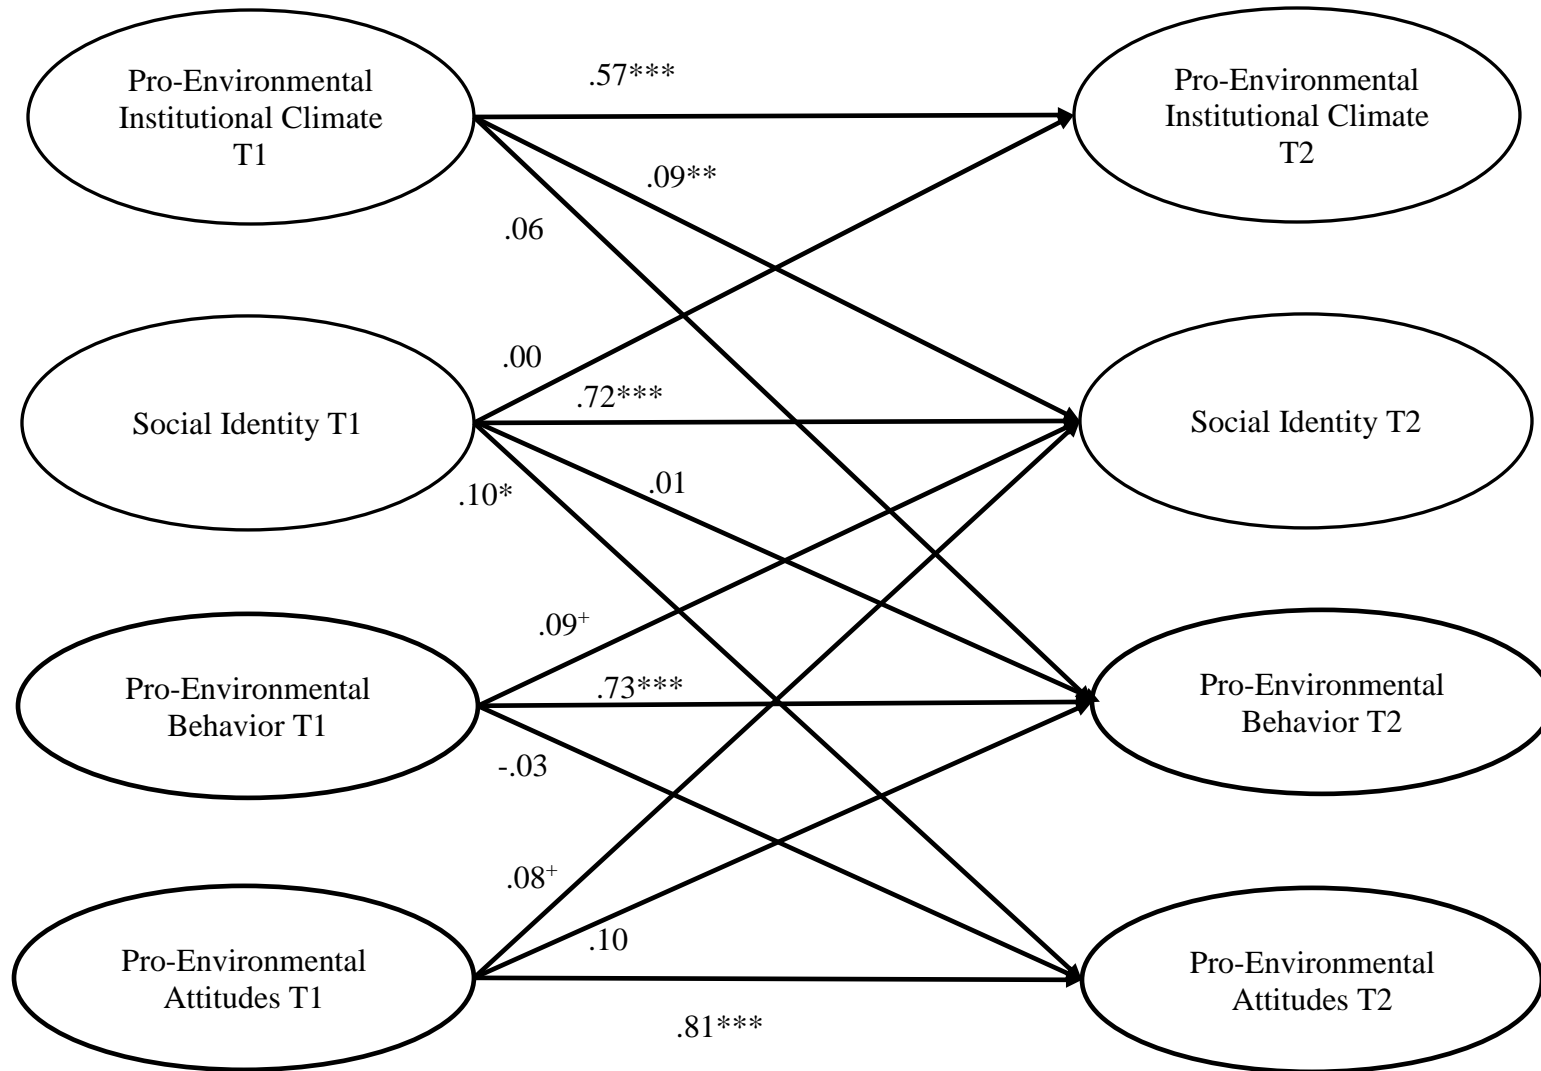 Pro-Environmental
Institutional Climate
T1
.57***
Pro-Environmental
Institutional Climate
T2
.09**
.06
Social Identity T1
.00
.72***
Social Identity T2
.10*
.01
Pro-Environmental
Behavior T1
.09+
.73***
Pro-Environmental
Behavior T2
-.03
Pro-Environmental
Attitudes T1
.08+
.10
Pro-Environmental
Attitudes T2
.81***